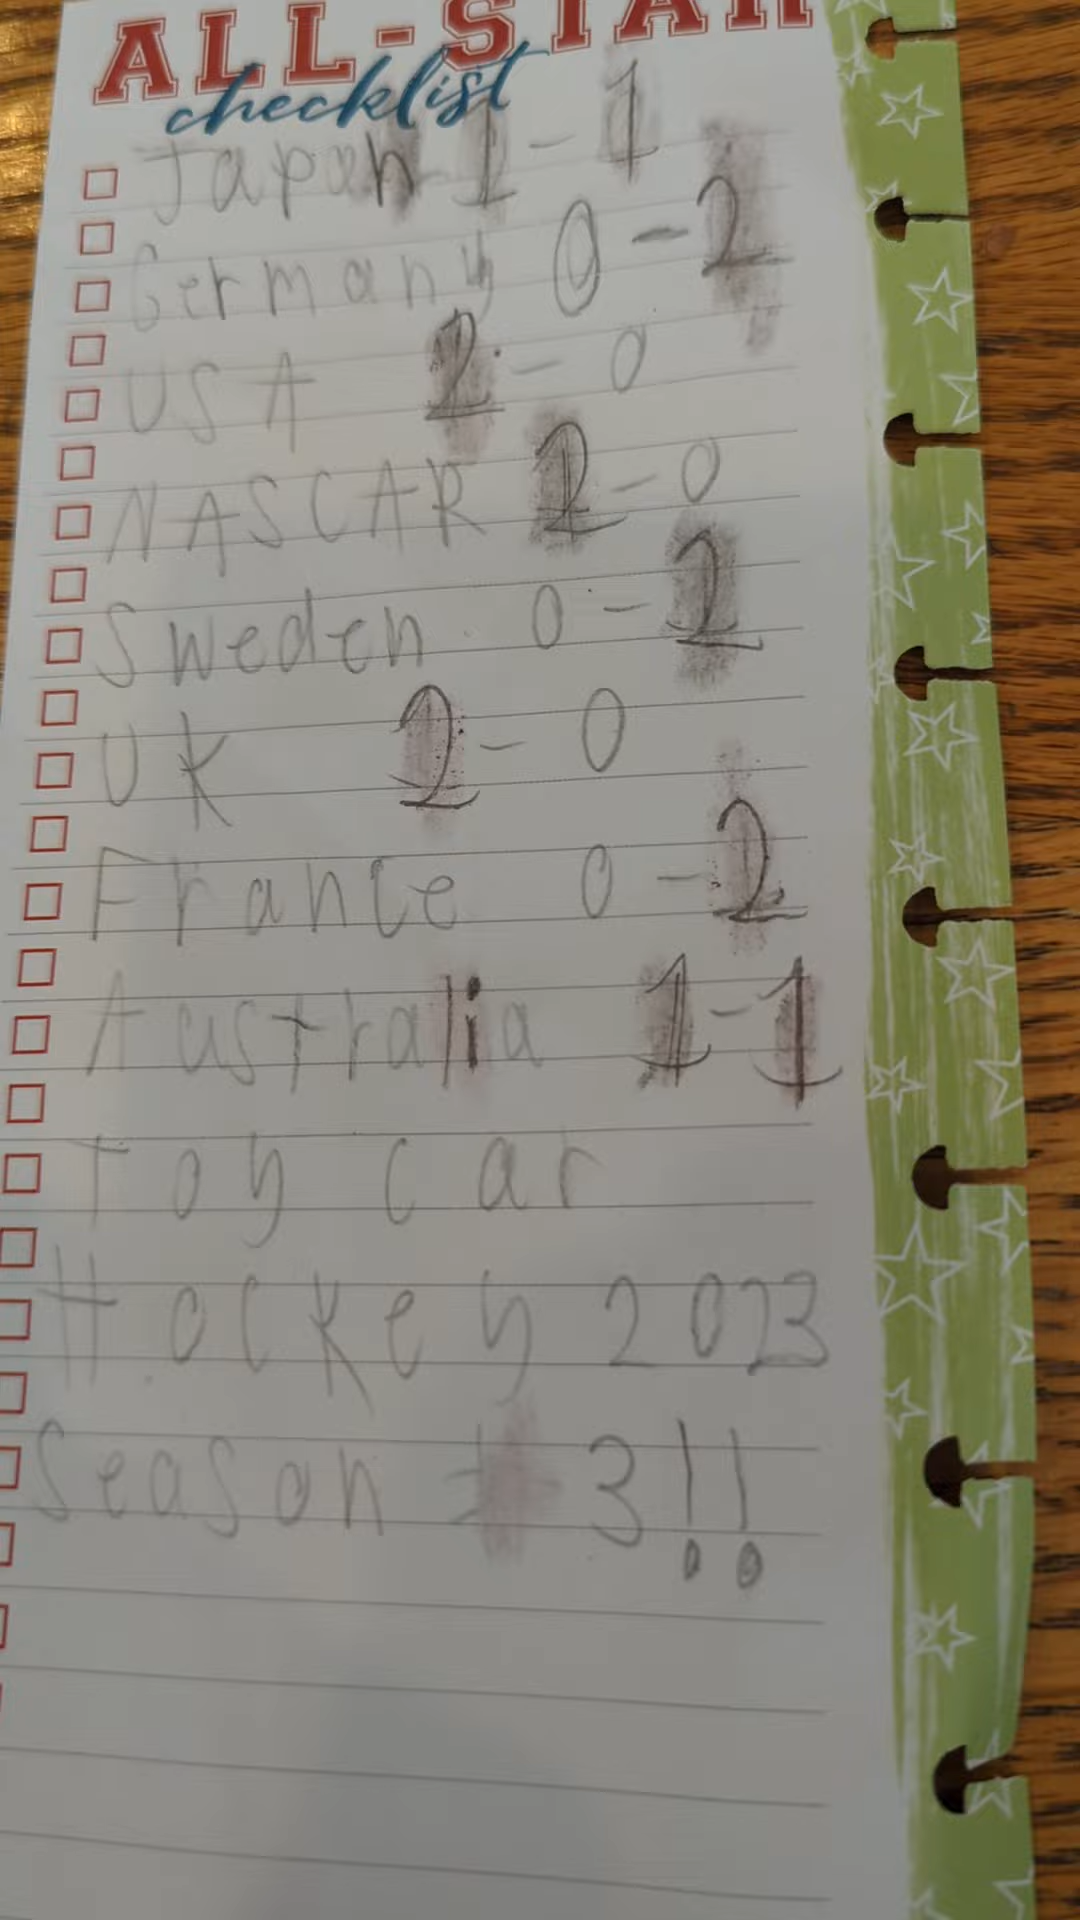 ALL-STAR
checklist
Japan 1-1
Germany 0-2
USA 2-0
NASCAR 2-0
Sweden 0-2
UK 2-0
France 0-2
Australia 1-1
Toy car
Hockey 2023
Season # 3!!